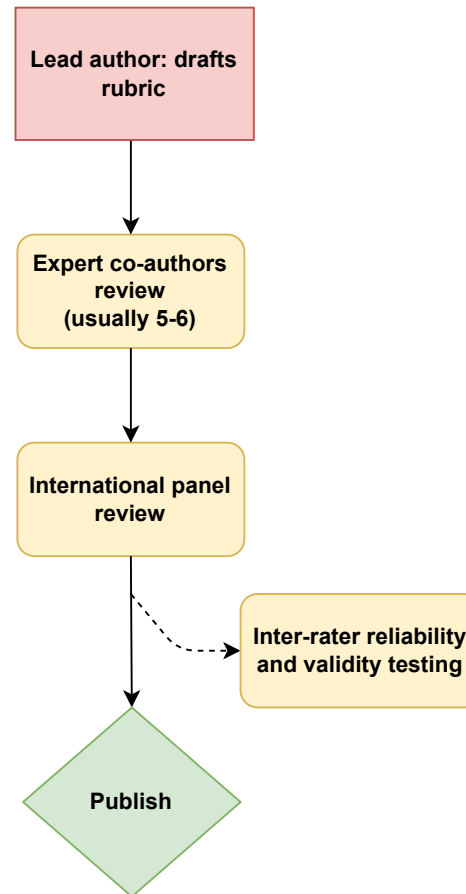 Lead author: drafts
rubric
Expert co-authors
review
(usually 5-6)
International panel
review
Inter-rater reliability
and validity testing
Publish